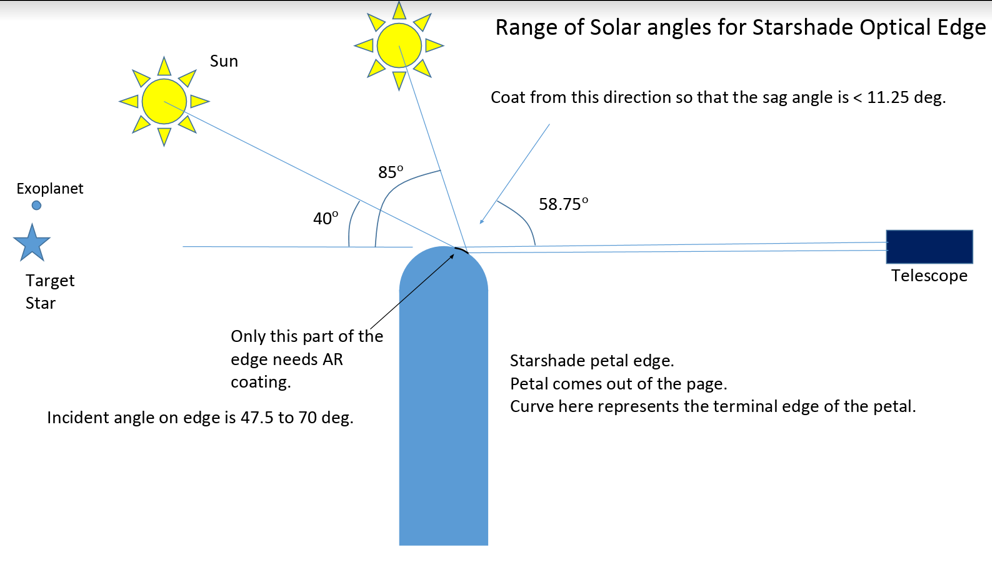 Range of Solar angles for Starshade Optical Edge
Sun
Coat from this direction so that the sag angle is < 11.25 deg.
85º
Exoplanet
40º
58.75º
Target
Star
Telescope
Only this part of the
edge needs AR
coating.
Starshade petal edge.
Petal comes out of the page.
Curve here represents the terminal edge of the petal.
Incident angle on edge is 47.5 to 70 deg.